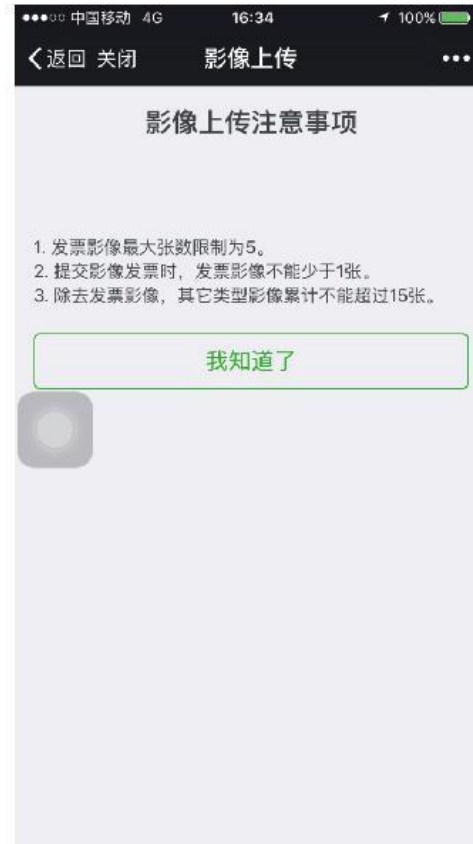 中国移动 4G 16:34 100%
返回 关闭 影像上传
影像上传注意事项
1. 发票影像最大张数限制为5。
2. 提交影像发票时，发票影像不能少于1张。
3. 除去发票影像，其它类型影像累计不能超过15张。
我知道了